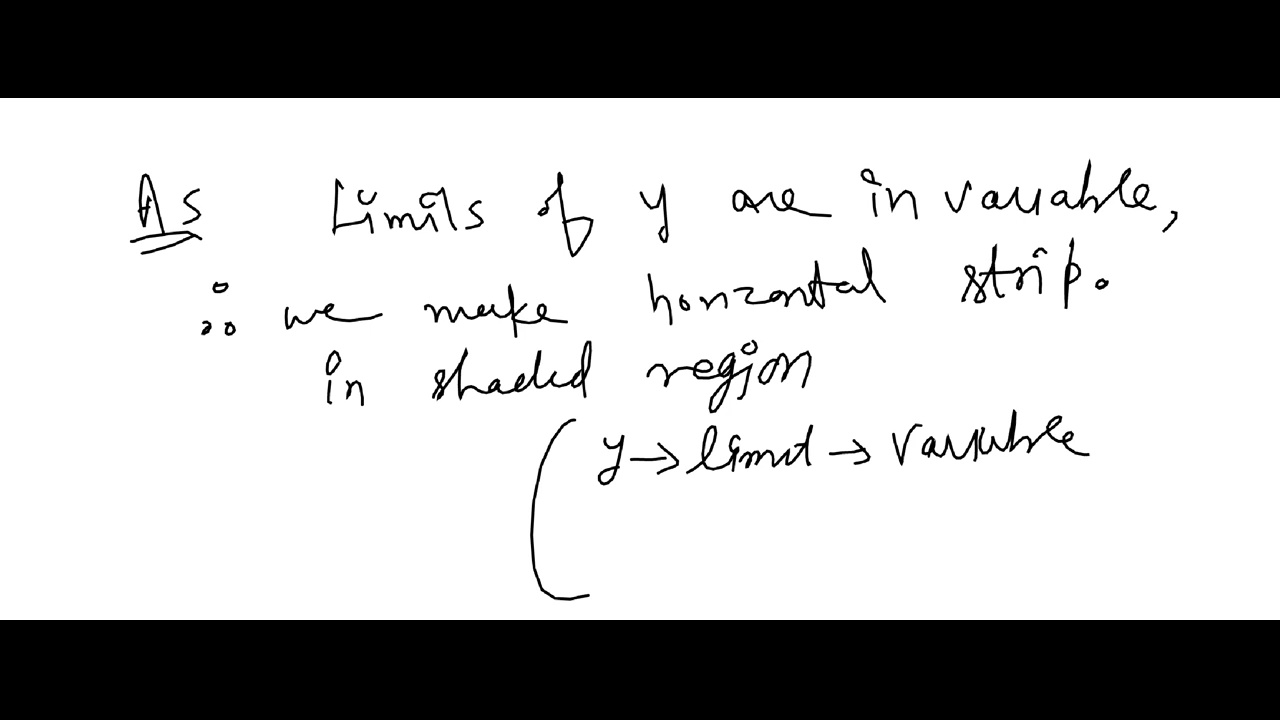 As Limits of y are in variable,
∴ we make horizontal strip.
in shaded region
( y → limit → variable